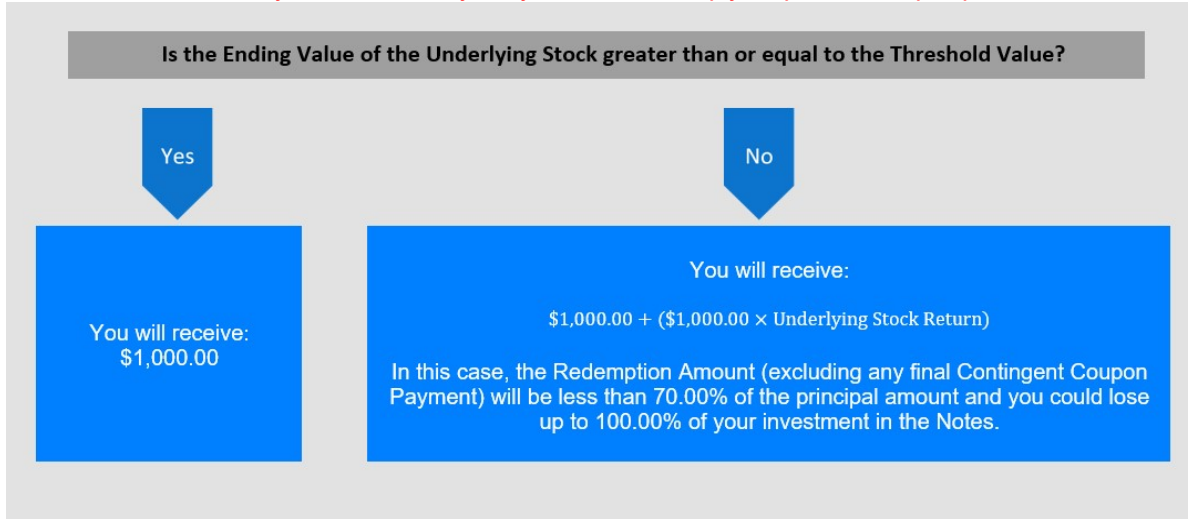 Is the Ending Value of the Underlying Stock greater than or equal to the Threshold Value?
Yes
No
You will receive:
$1,000.00
You will receive:
$1,000.00 + ($1,000.00 × Underlying Stock Return)
In this case, the Redemption Amount (excluding any final Contingent Coupon
Payment) will be less than 70.00% of the principal amount and you could lose
up to 100.00% of your investment in the Notes.